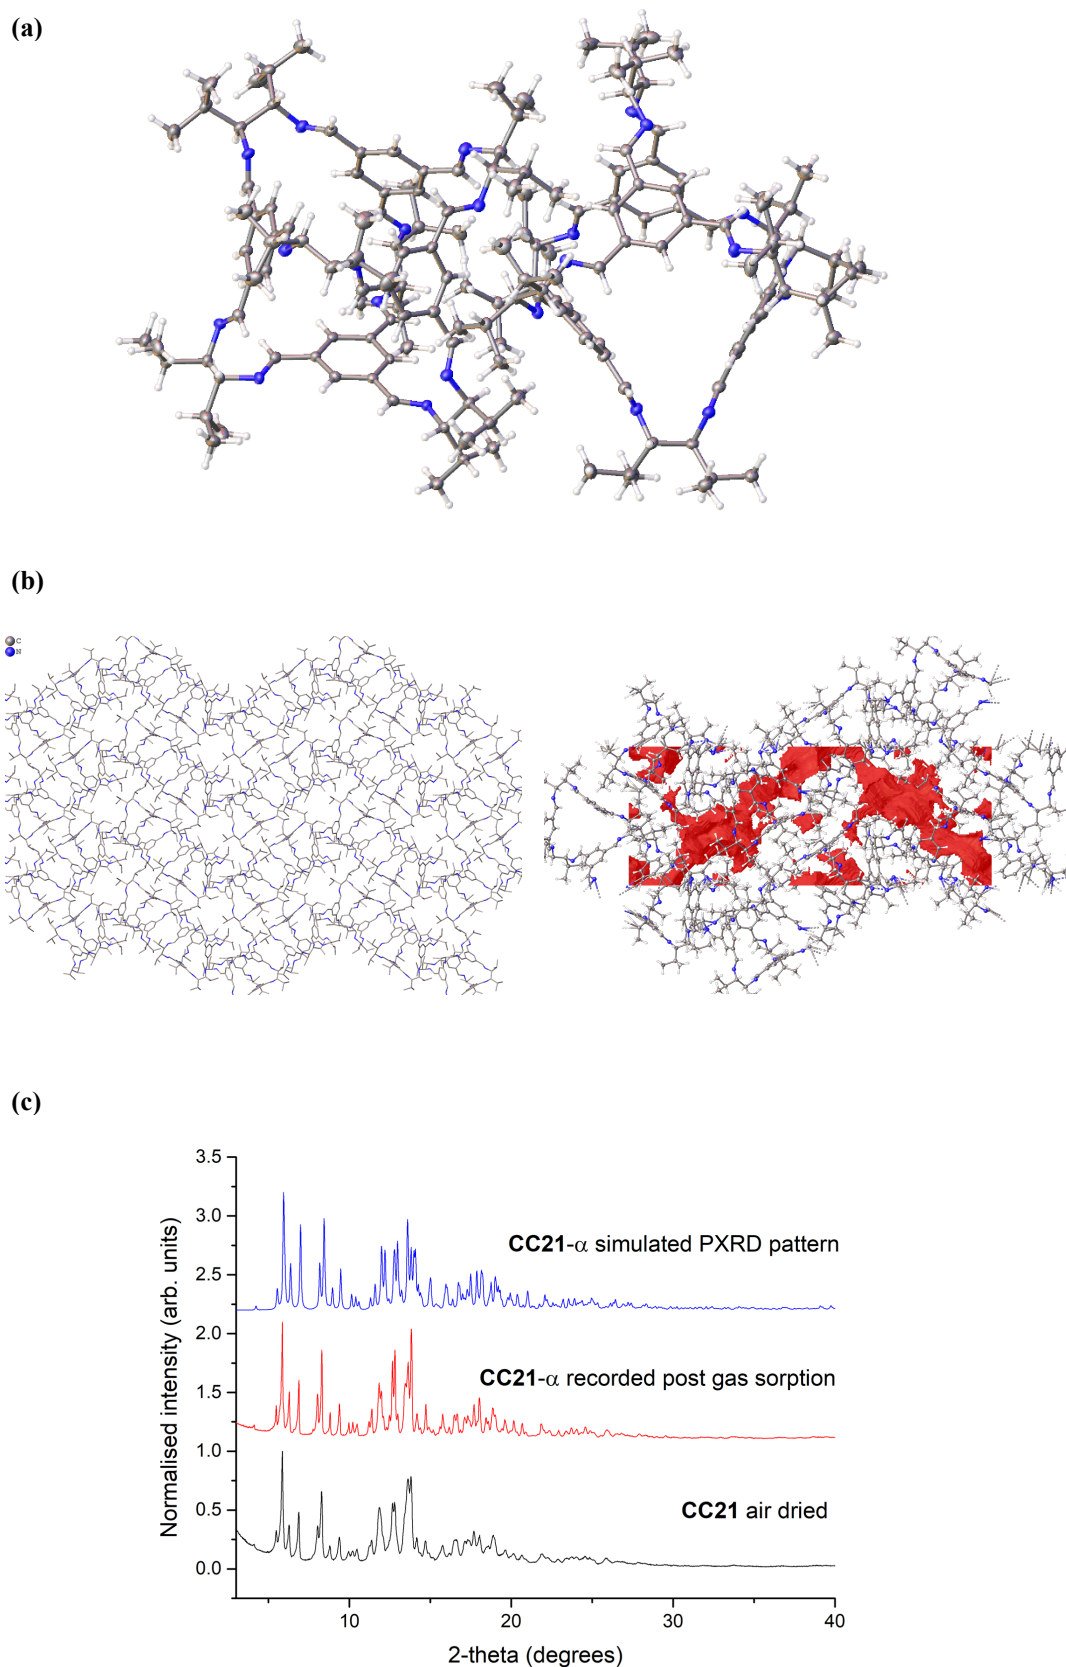 (a)
(b)
C
N
(c)
3.5
3.0
2.5
2.0
1.5
1.0
0.5
0.0
Normalised intensity (arb. units)
CC21-α simulated PXRD pattern
CC21-α recorded post gas sorption
CC21 air dried
10
20
30
40
2-theta (degrees)